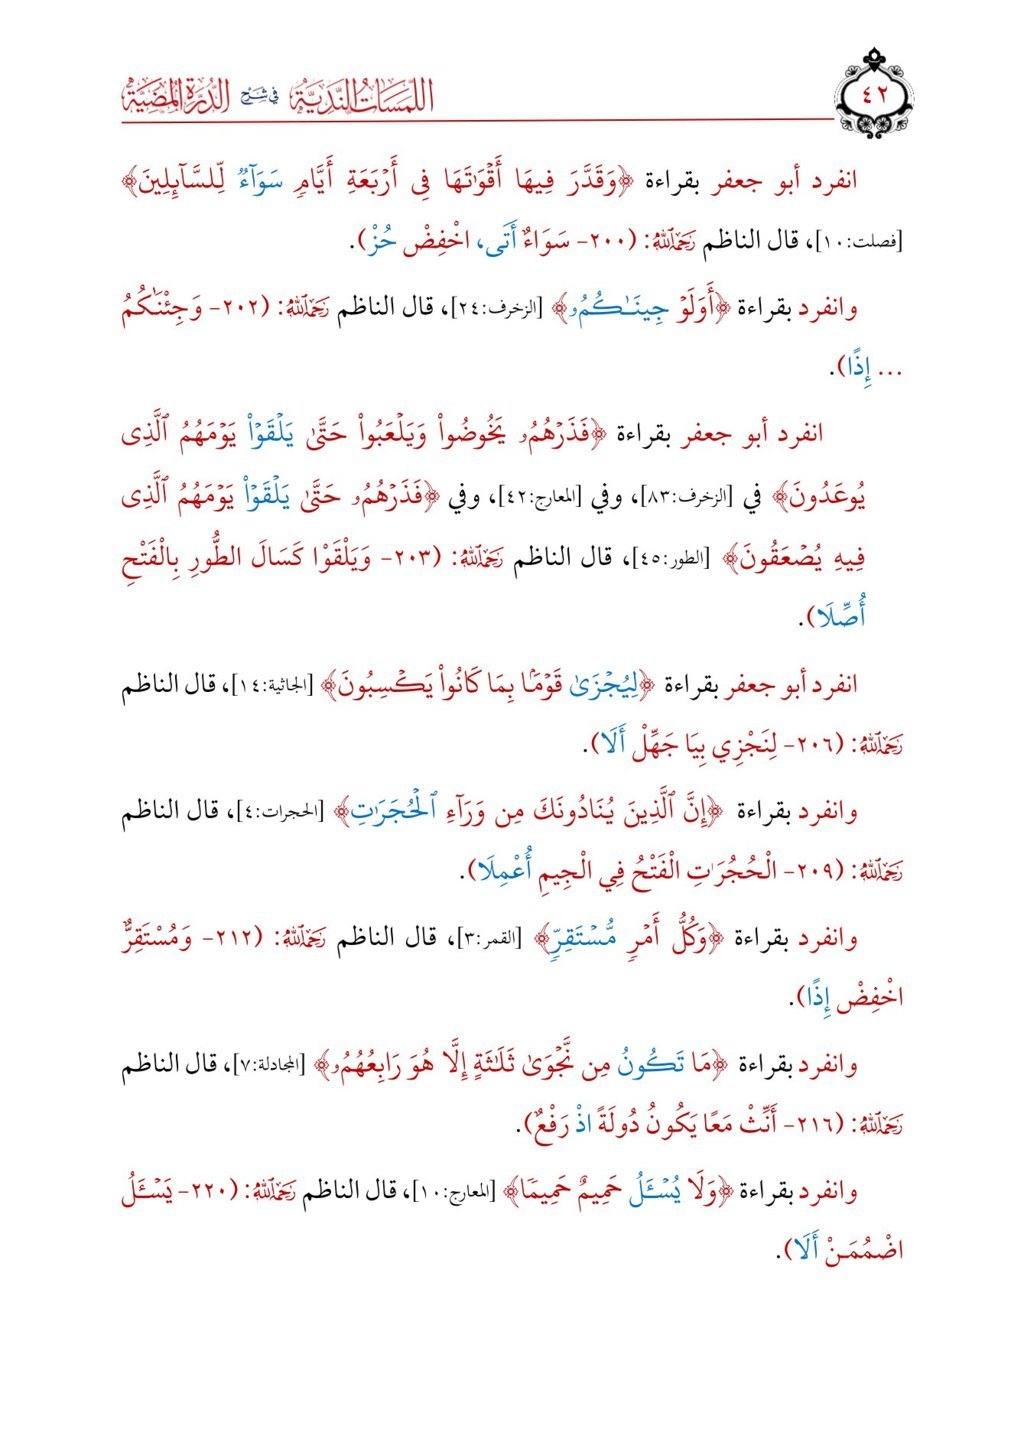 اللمسات الندية في شرح الدرة المضية
٤٢
انفرد أبو جعفر بقراءة ﴿وَقَدَّرَ فِيهَا أَقْوَٰتَهَا فِي أَرْبَعَةِ أَيَّامٖ سَوَآءٌ لِّلسَّآئِلِينَ﴾
[فصلت:١٠]، قال الناظم رَحِمَهُ ٱللَّهُ: (٢٠٠- سَوَاءٌ أَتَى، اخْفِضْ حُزْ).
وانفرد بقراءة ﴿أَوَلَوْ جِينَـٰكُمُۥ﴾ [الزخرف:٢٤]، قال الناظم رَحِمَهُ ٱللَّهُ: (٢٠٢- وَجِئْنَٰكُمُ
... إِذًا).
انفرد أبو جعفر بقراءة ﴿فَذَرْهُمُۥ يَخُوضُواْ وَيَلْعَبُواْ حَتَّىٰ يَلْقَوْاْ يَوْمَهُمُ ٱلَّذِى
يُوعَدُونَ﴾ في [الزخرف:٨٣]، وفي [المعارج:٤٢]، وفي ﴿فَذَرْهُمُۥ حَتَّىٰ يَلْقَوْاْ يَوْمَهُمُ ٱلَّذِى
فِيهِ يُصْعَقُونَ﴾ [الطور:٤٥]، قال الناظم رَحِمَهُ ٱللَّهُ: (٢٠٣- وَيَلْقَوْا كَسَالَ الطُّورِ بِالْفَتْحِ
أُصِّلَا).
انفرد أبو جعفر بقراءة ﴿لِيُجْزَىٰ قَوْمَۢا بِمَا كَانُواْ يَكْسِبُونَ﴾ [الجاثية:١٤]، قال الناظم
رَحِمَهُ ٱللَّهُ: (٢٠٦- لِنَجْزِي بِيَا جَهِّلْ أَلَا).
وانفرد بقراءة ﴿إِنَّ ٱلَّذِينَ يُنَادُونَكَ مِن وَرَآءِ ٱلْحُجَرَٰتِ﴾ [الحجرات:٤]، قال الناظم
رَحِمَهُ ٱللَّهُ: (٢٠٩- الْحُجُرَٰتِ الْفَتْحُ فِي الْجِيمِ أُعْمِلَا).
وانفرد بقراءة ﴿وَكُلُّ أَمْرٖ مُّسْتَقِرّٖ﴾ [القمر:٣]، قال الناظم رَحِمَهُ ٱللَّهُ: (٢١٢- وَمُسْتَقِرٌّ
اخْفِضْ إِذًا).
وانفرد بقراءة ﴿مَا تَكُونُ مِن نَّجْوَىٰ ثَلَٰثَةٍ إِلَّا هُوَ رَابِعُهُمُۥ﴾ [المجادلة:٧]، قال الناظم
رَحِمَهُ ٱللَّهُ: (٢١٦- أَنِّثْ مَعًا يَكُونُ دُولَةً اذْ رَفْعٌ).
وانفرد بقراءة ﴿وَلَا يُسْـَٔلُ حَمِيمٌ حَمِيمٗا﴾ [المعارج:١٠]، قال الناظم رَحِمَهُ ٱللَّهُ: (٢٢٠- يَسْـَٔلُ
اضْمُمَنْ أَلَا).